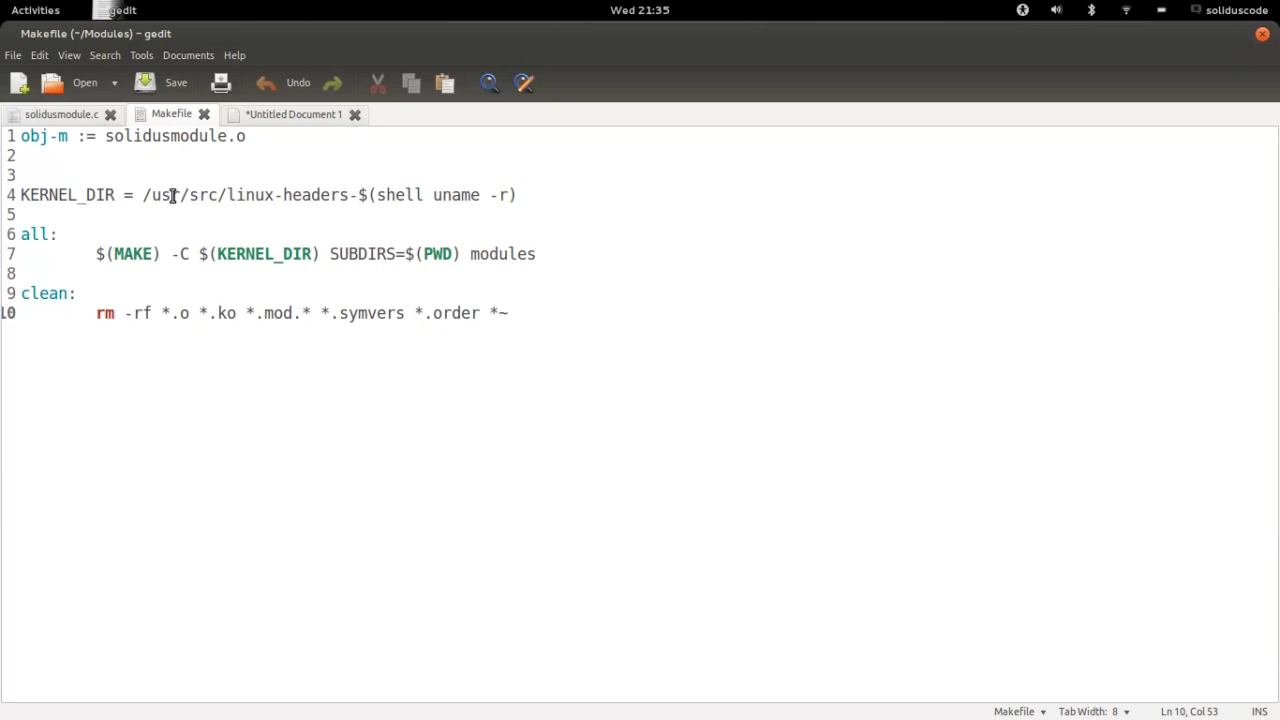 Activities gedit Wed 21:35 soliduscode
Makefile (~/Modules) – gedit
File Edit View Search Tools Documents Help
Open Save Undo
solidusmodule.c Makefile *Untitled Document 1
1 obj-m := solidusmodule.o
2
3
4 KERNEL_DIR = /usr/src/linux-headers-$(shell uname -r)
5
6 all:
7 $(MAKE) -C $(KERNEL_DIR) SUBDIRS=$(PWD) modules
8
9 clean:
10 rm -rf *.o *.ko *.mod.* *.symvers *.order *~
Makefile Tab Width: 8 Ln 10, Col 53 INS